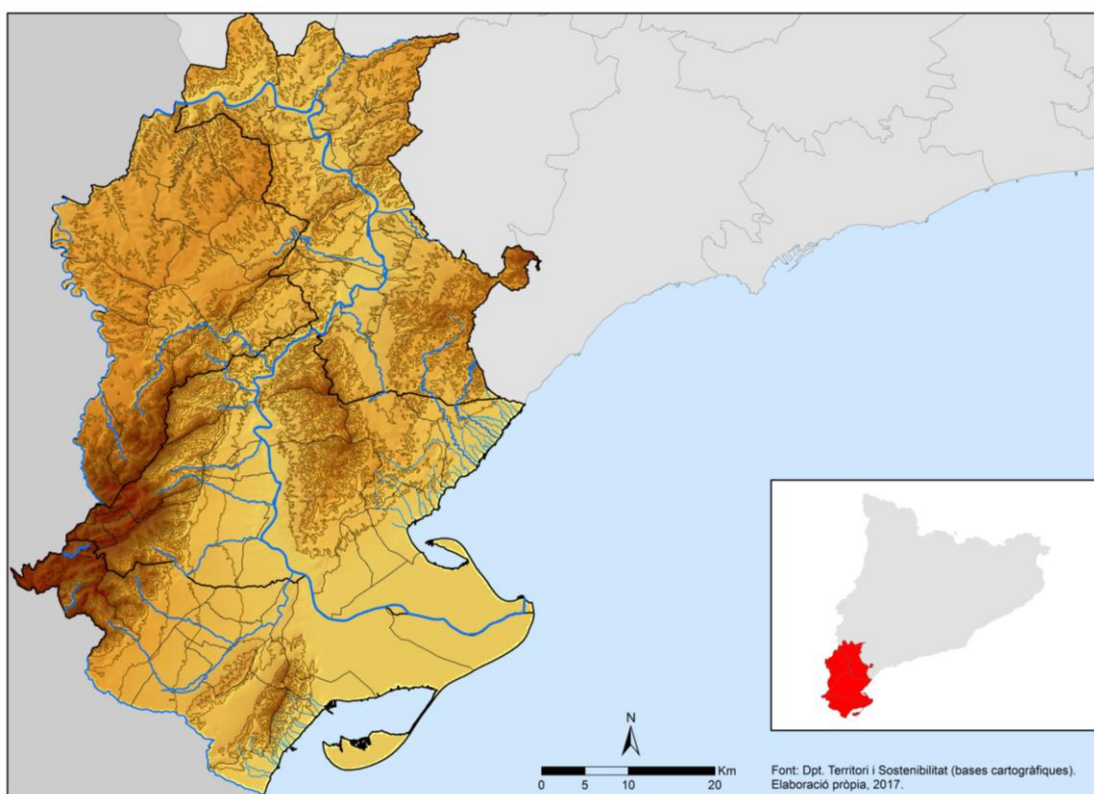 N
Km
0 5 10 20
Font: Dpt. Territori i Sostenibilitat (bases cartogràfiques).
Elaboració pròpia, 2017.